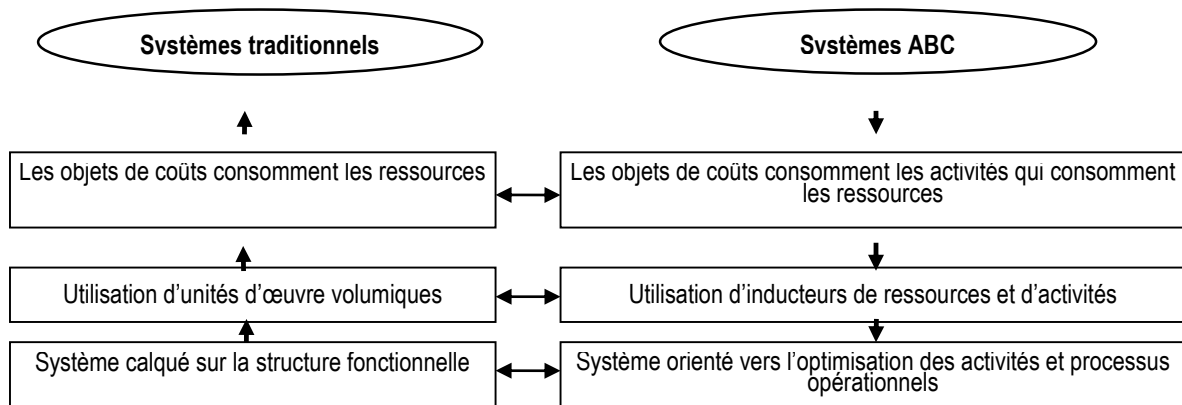 Systèmes traditionnels
Systèmes ABC
Les objets de coûts consomment les ressources
Les objets de coûts consomment les activités qui consomment
les ressources
Utilisation d’unités d’œuvre volumiques
Utilisation d’inducteurs de ressources et d’activités
Système calqué sur la structure fonctionnelle
Système orienté vers l’optimisation des activités et processus
opérationnels